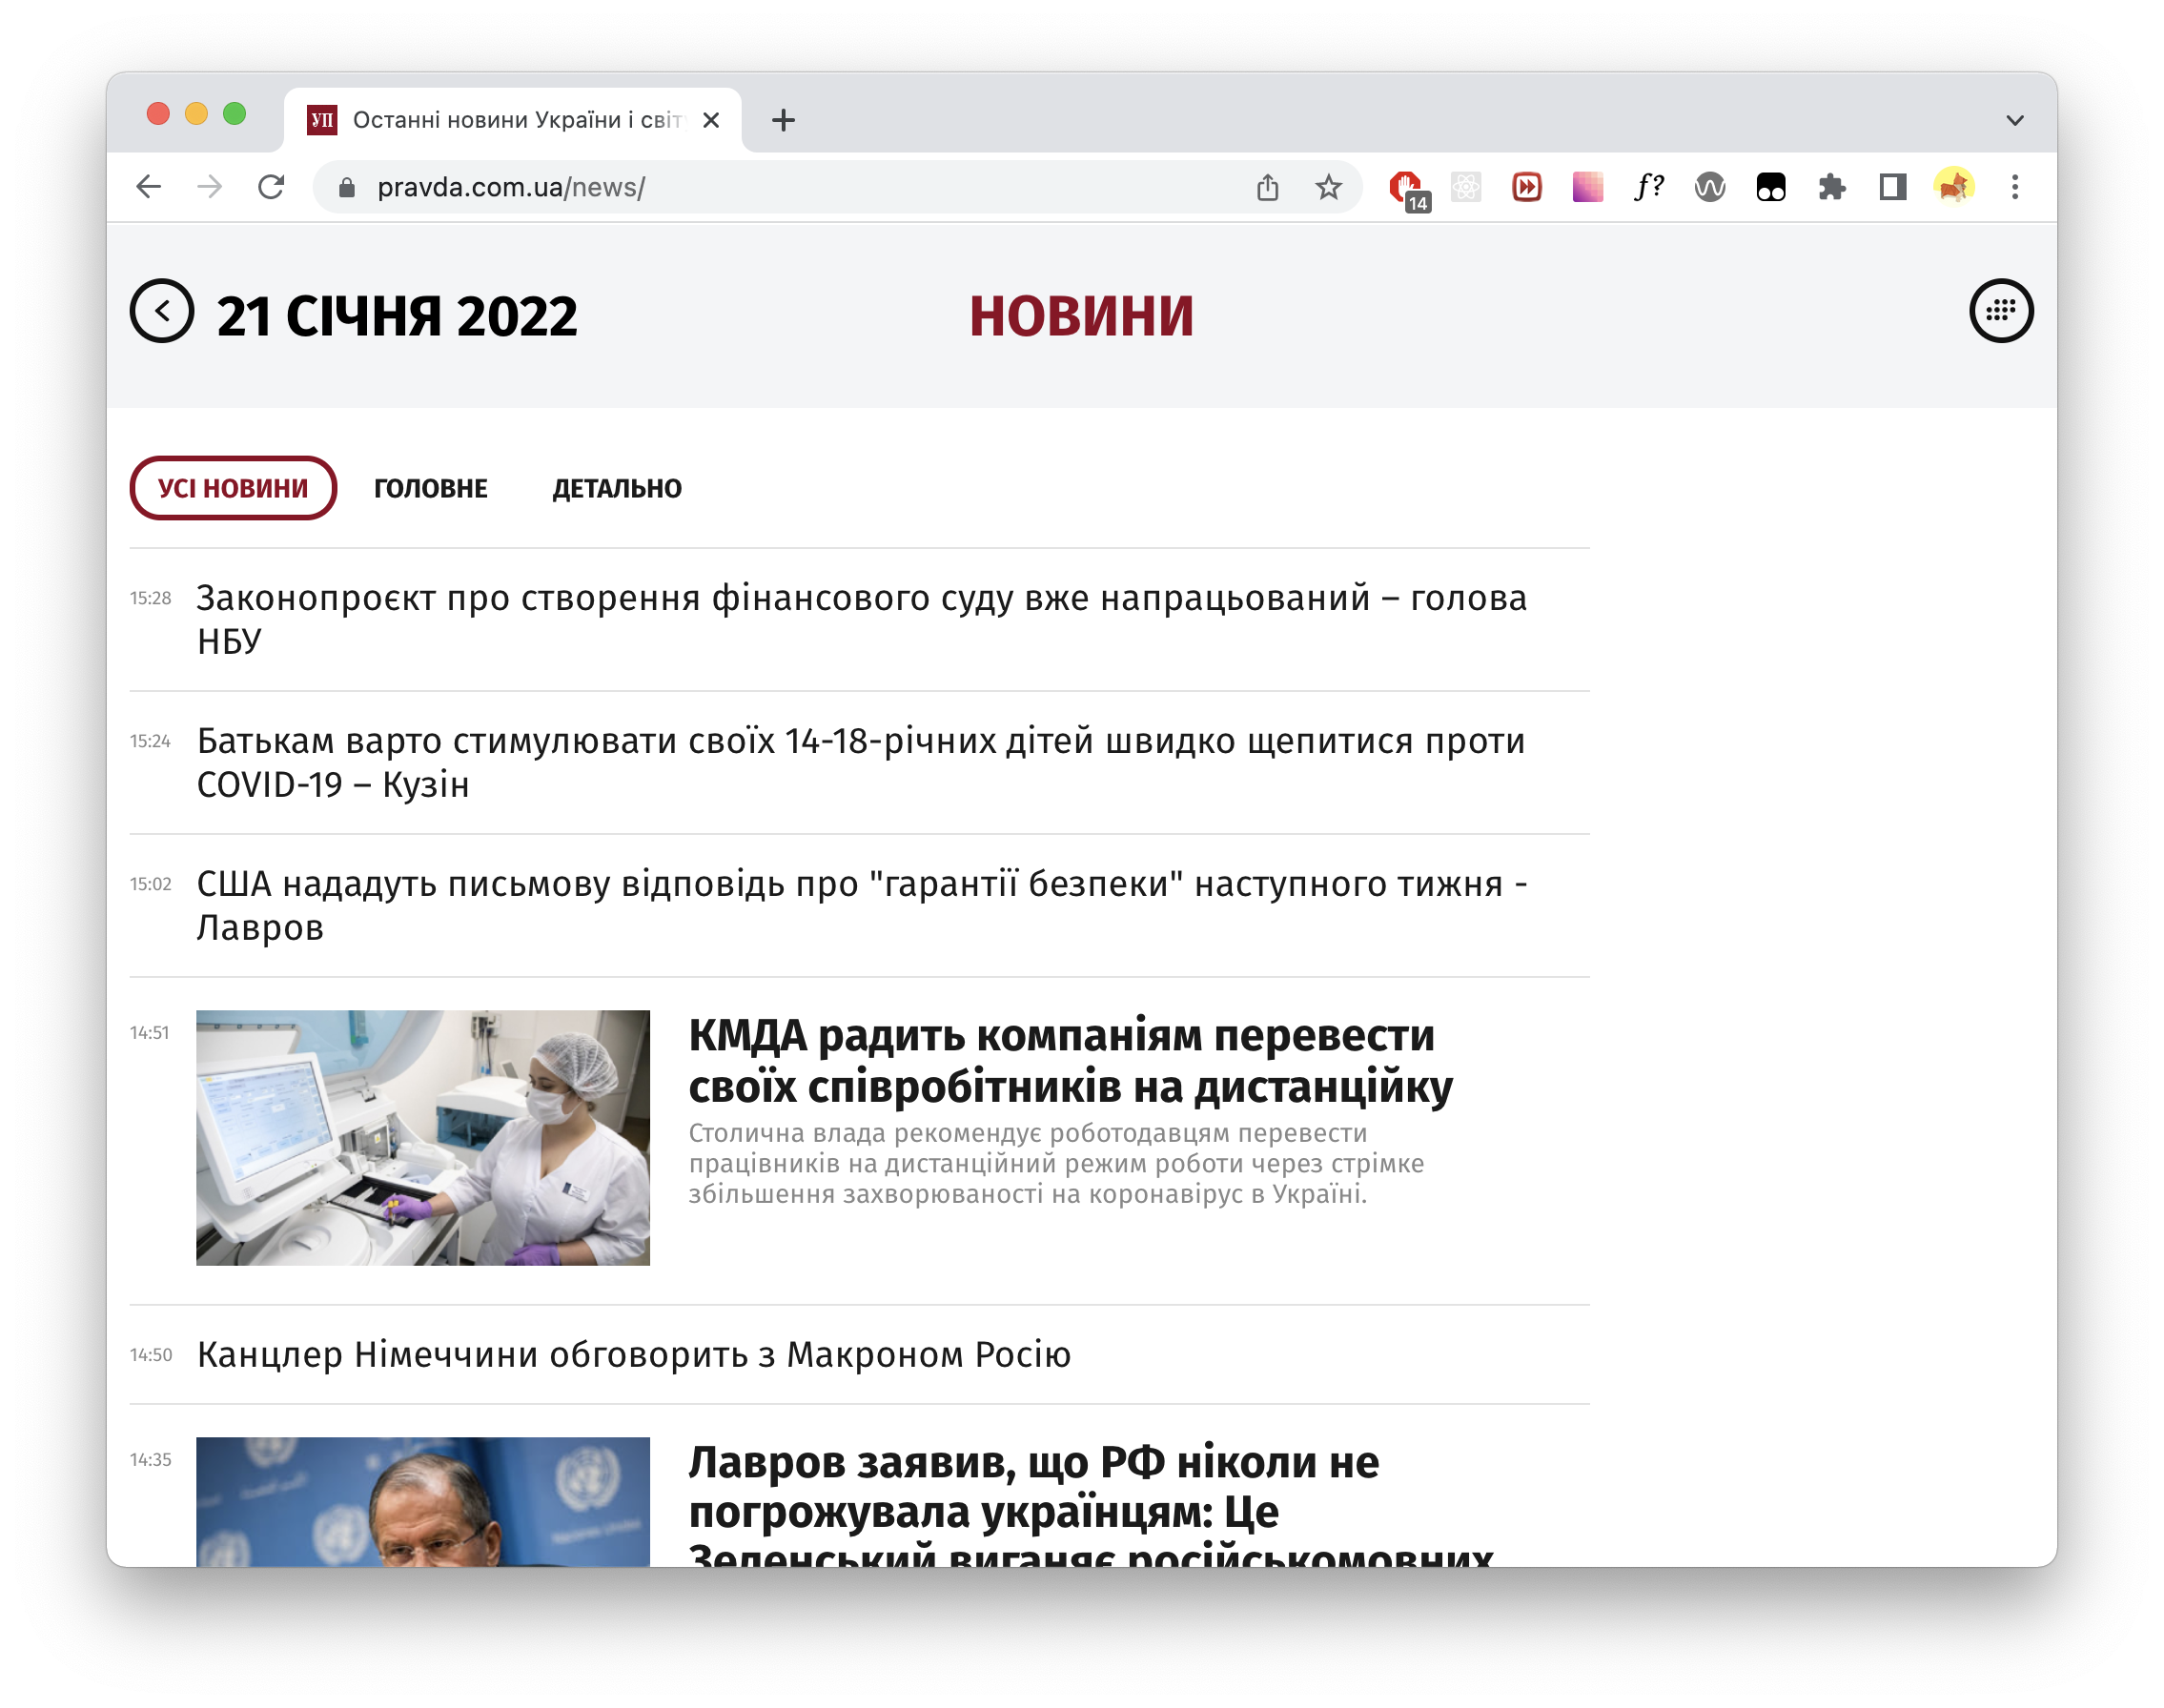 УП Останні новини України і світ
pravda.com.ua/news/
14
f?
21 СІЧНЯ 2022
НОВИНИ
УСІ НОВИНИ ГОЛОВНЕ ДЕТАЛЬНО
15:28 Законопроєкт про створення фінансового суду вже напрацьований – голова
НБУ
15:24 Батькам варто стимулювати своїх 14-18-річних дітей швидко щепитися проти
COVID-19 – Кузін
15:02 США нададуть письмову відповідь про "гарантії безпеки" наступного тижня -
Лавров
14:51
КМДА радить компаніям перевести
своїх співробітників на дистанційку
Столична влада рекомендує роботодавцям перевести
працівників на дистанційний режим роботи через стрімке
збільшення захворюваності на коронавірус в Україні.
14:50 Канцлер Німеччини обговорить з Макроном Росію
14:35
Лавров заявив, що РФ ніколи не
погрожувала українцям: Це
Зеленський виганяє російськомовних